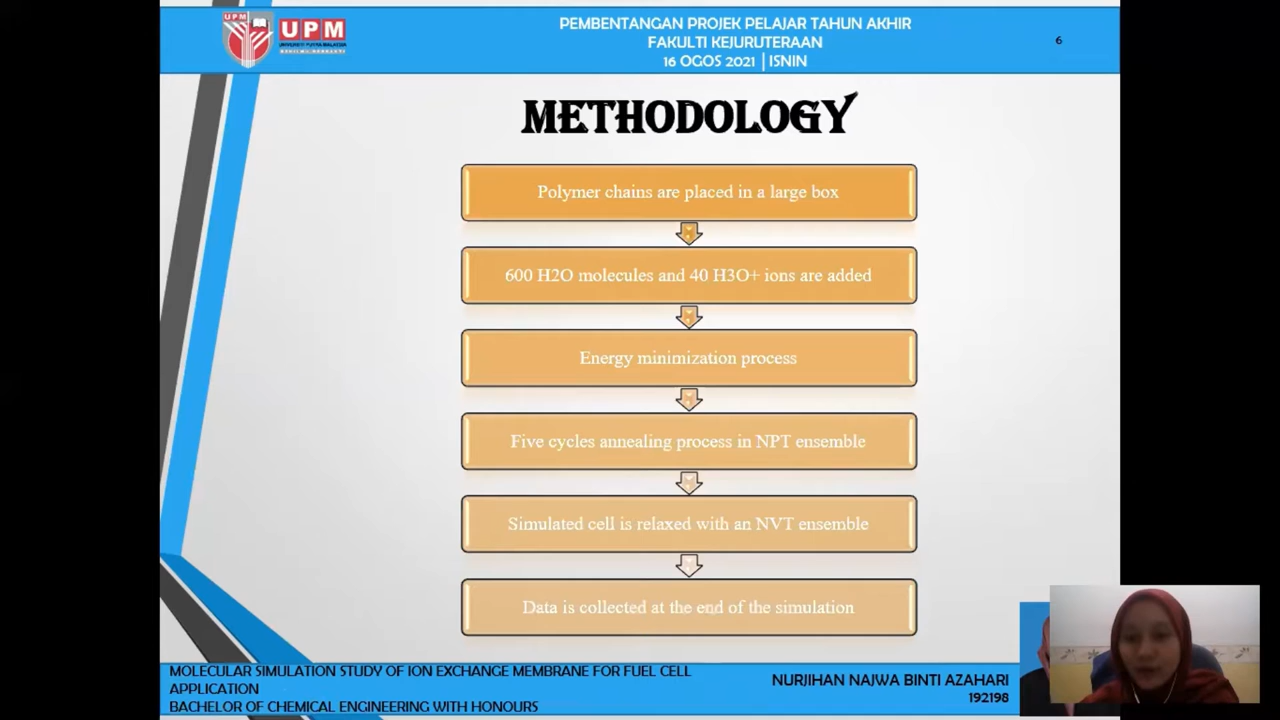 UPM
UPM
UNIVERSITI PUTRA MALAYSIA
PEMBENTANGAN PROJEK PELAJAR TAHUN AKHIR
FAKULTI KEJURUTERAAN
16 OGOS 2021 | ISNIN
6
METHODOLOGY
Polymer chains are placed in a large box
600 H2O molecules and 40 H3O+ ions are added
Energy minimization process
Five cycles annealing process in NPT ensemble
Simulated cell is relaxed with an NVT ensemble
Data is collected at the end of the simulation
MOLECULAR SIMULATION STUDY OF ION EXCHANGE MEMBRANE FOR FUEL CELL
APPLICATION
BACHELOR OF CHEMICAL ENGINEERING WITH HONOURS
NURJIHAN NAJWA BINTI AZAHARI
192198